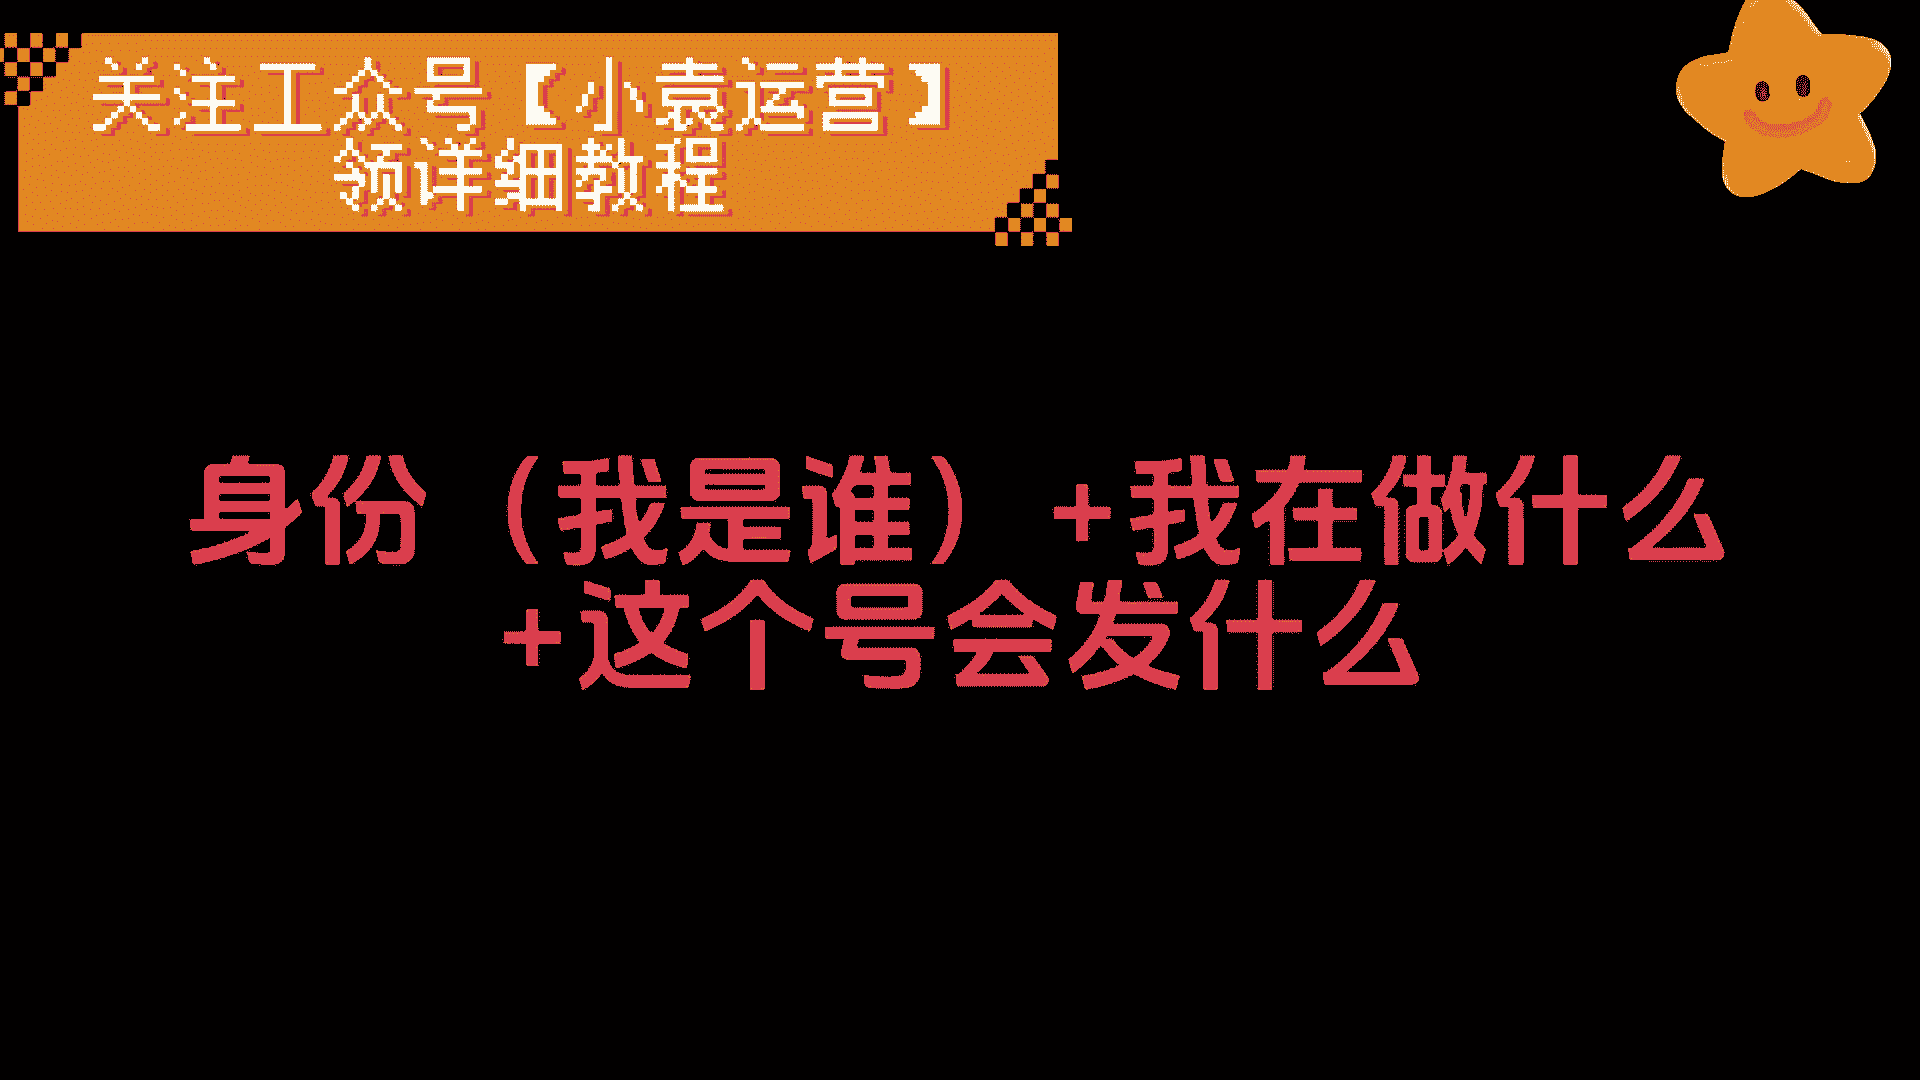 关注工众号【小袁运营】
领详细教程
身份（我是谁）+我在做什么
+这个号会发什么